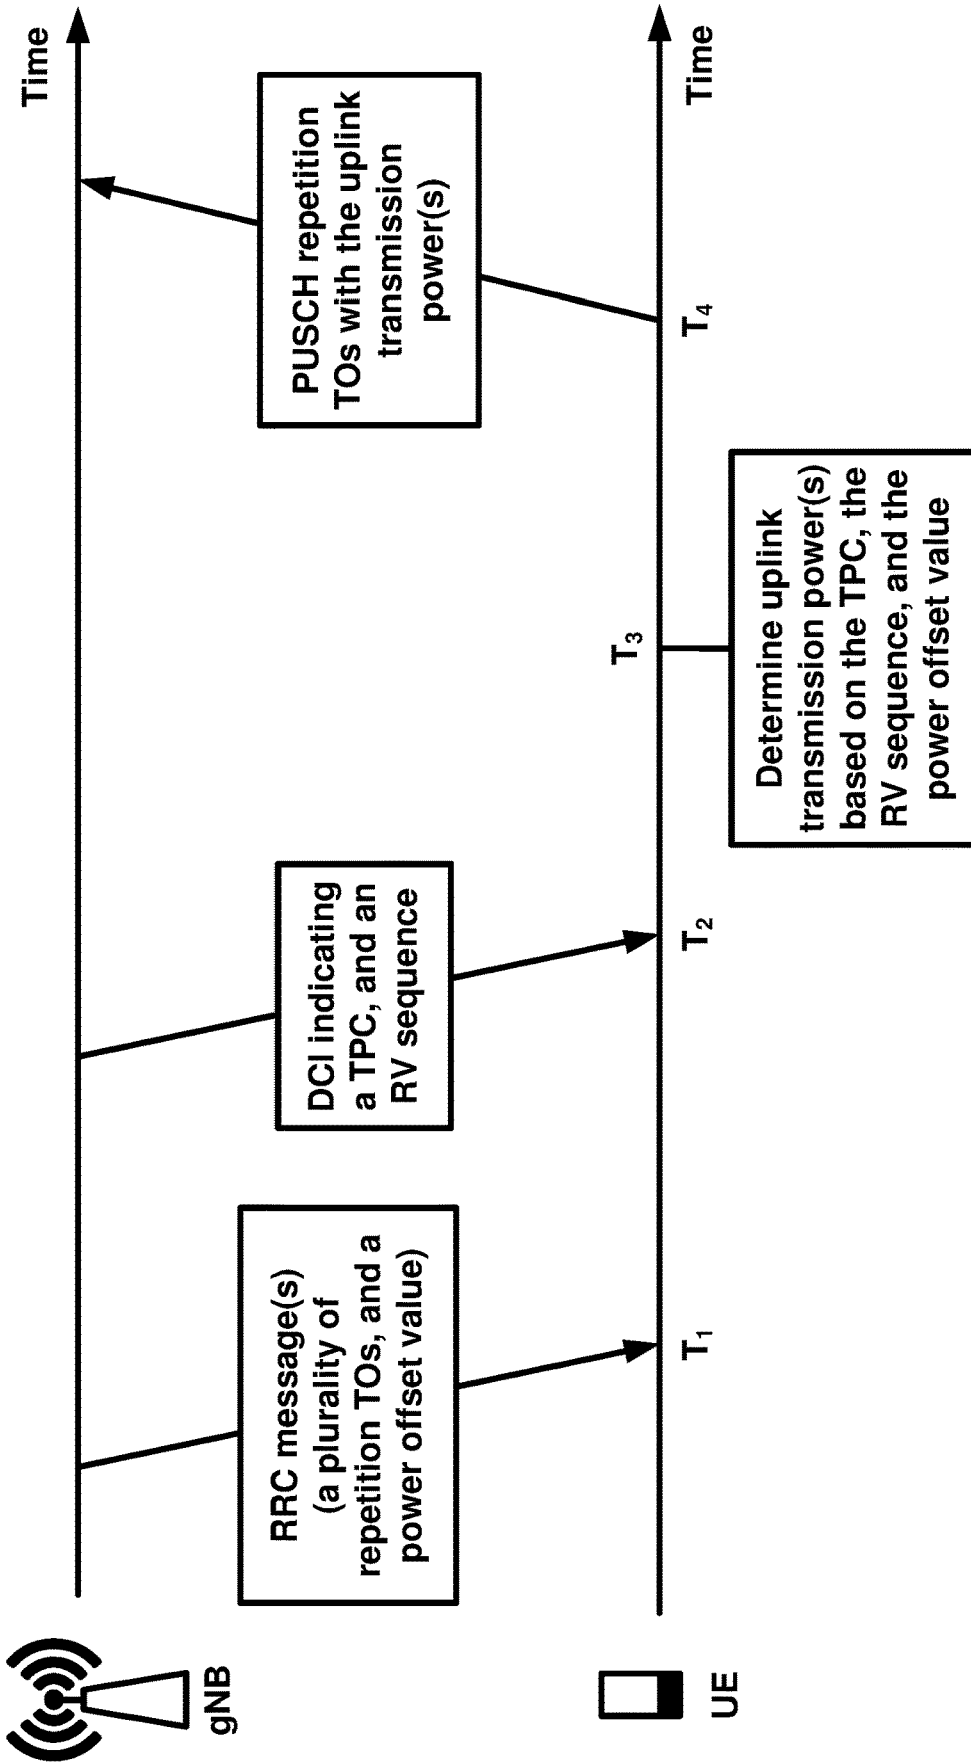 Time
gNB
RRC message(s)
(a plurality of
repetition TOs, and a
power offset value)
DCI indicating
a TPC, and an
RV sequence
PUSCH repetition
TOs with the uplink
transmission
power(s)
UE
T1
T2
T3
T4
Time
Determine uplink
transmission power(s)
based on the TPC, the
RV sequence, and the
power offset value